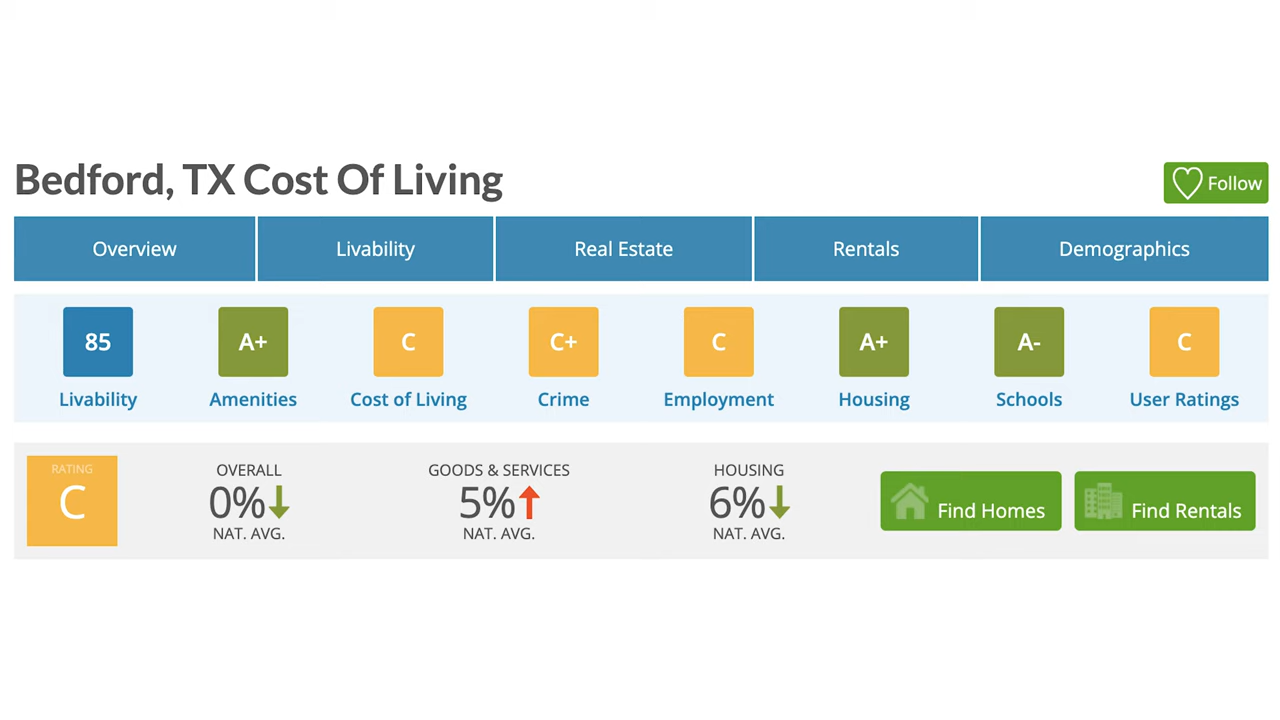 Bedford, TX Cost Of Living
Follow
Overview Livability Real Estate Rentals Demographics
85 A+ C C+ C A+ A- C
Livability Amenities Cost of Living Crime Employment Housing Schools User Ratings
RATING OVERALL GOODS & SERVICES HOUSING
C 0% 5% 6% Find Homes Find Rentals
NAT. AVG. NAT. AVG. NAT. AVG.